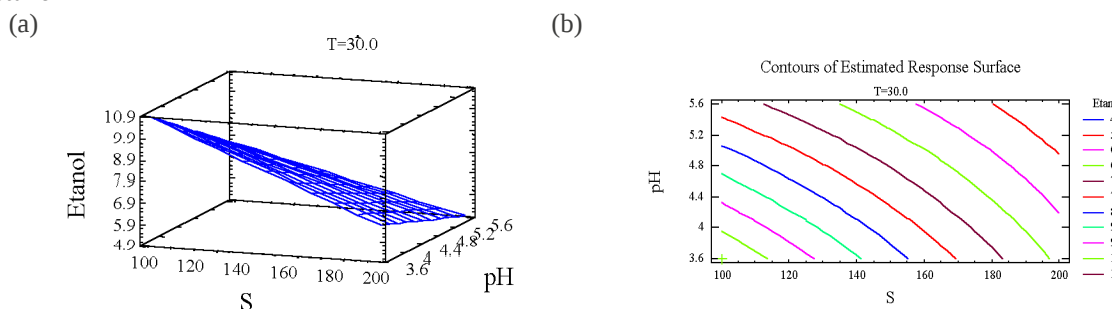 (a)
(b)
T=30.0
10.9
9.9
8.9
7.9
6.9
5.9
4.9
Etanol
100 120 140 160 180 200
S
3.6 4 4.4 4.8 5.2 5.6
pH
Contours of Estimated Response Surface
T=30.0
5.6
5.2
4.8
4.4
4
3.6
pH
100 120 140 160 180 200
S